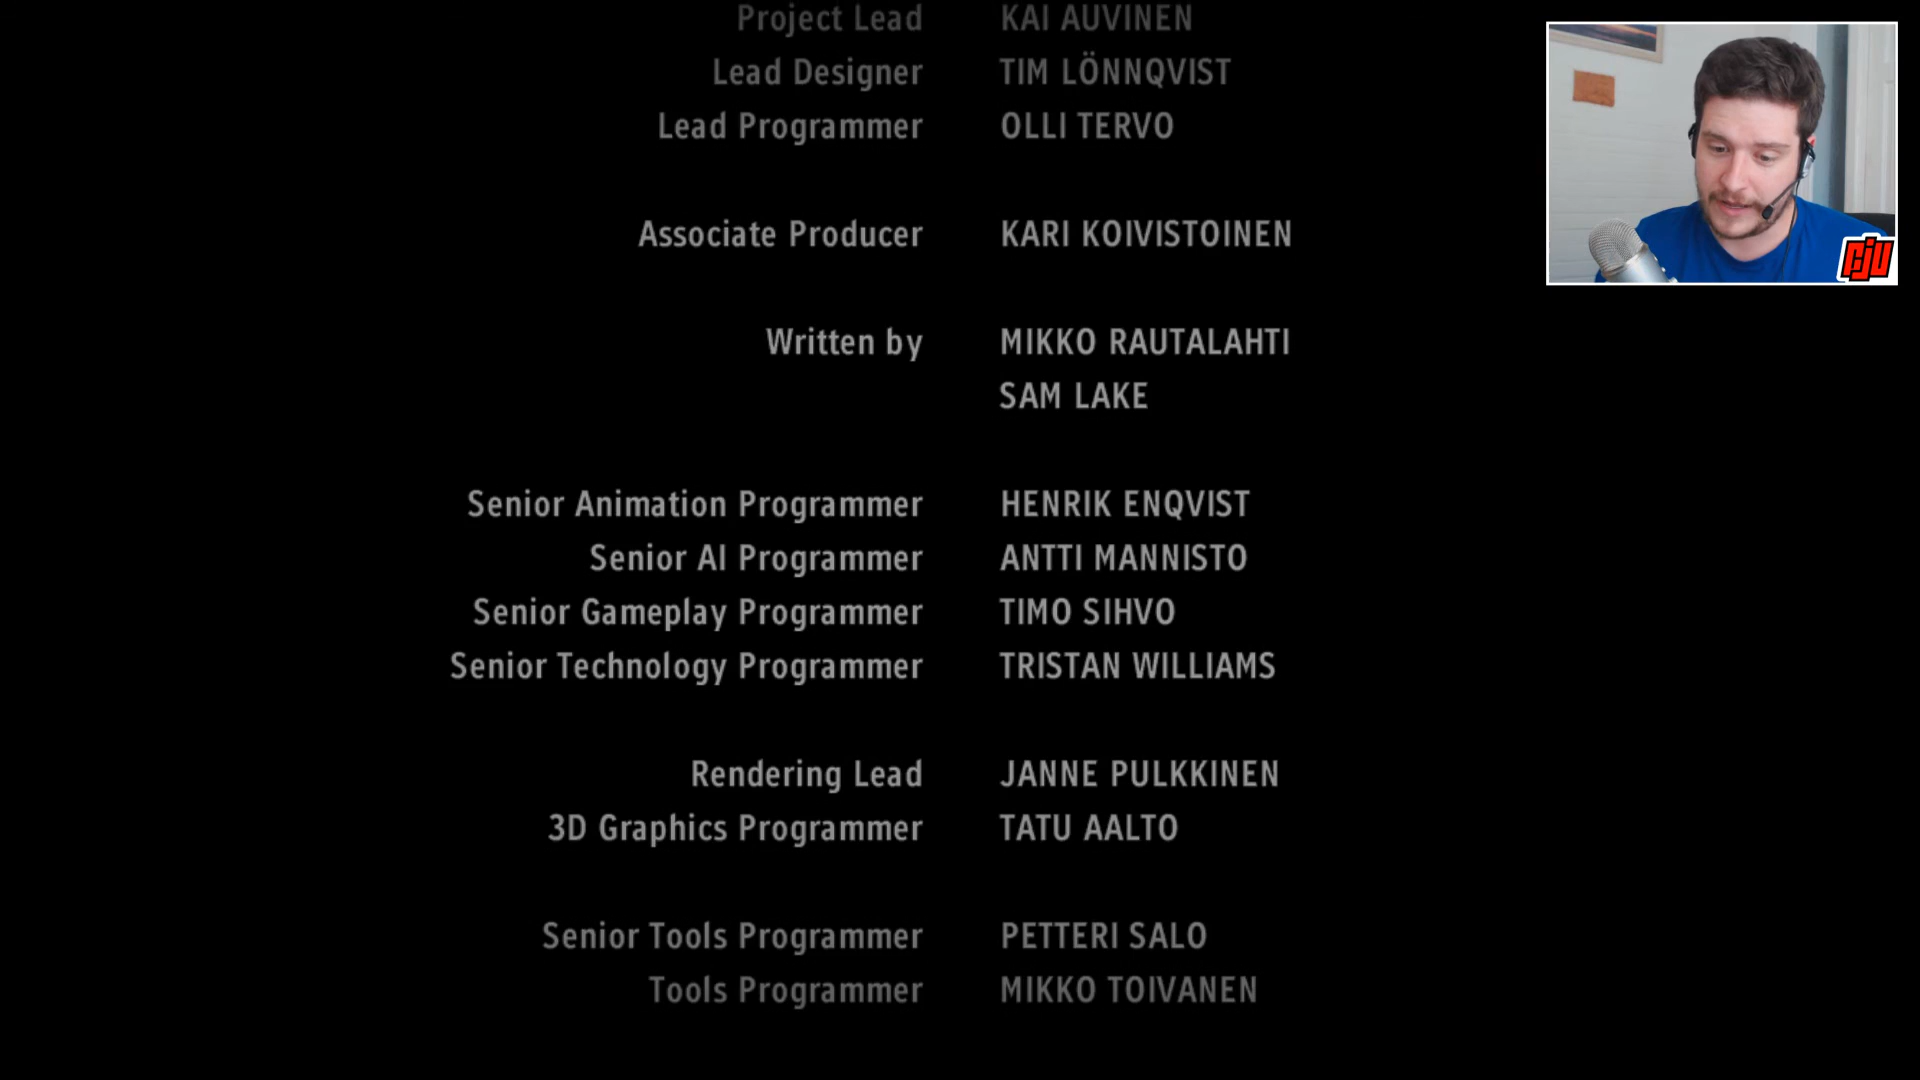 Project Lead KAI AUVINEN
Lead Designer TIM LÖNNQVIST
Lead Programmer OLLI TERVO
Associate Producer KARI KOIVISTOINEN
Written by MIKKO RAUTALAHTI
SAM LAKE
Senior Animation Programmer HENRIK ENQVIST
Senior AI Programmer ANTTI MANNISTO
Senior Gameplay Programmer TIMO SIHVO
Senior Technology Programmer TRISTAN WILLIAMS
Rendering Lead JANNE PULKKINEN
3D Graphics Programmer TATU AALTO
Senior Tools Programmer PETTERI SALO
Tools Programmer MIKKO TOIVANEN